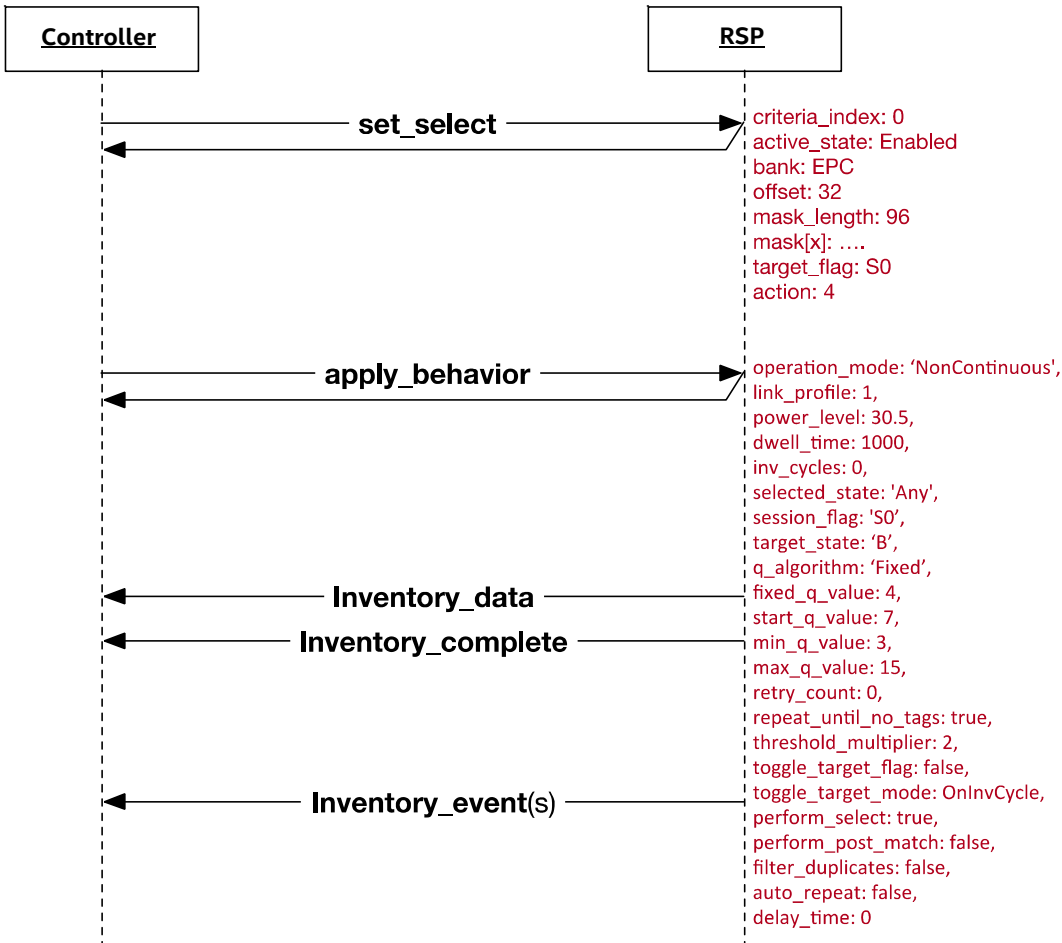 Controller
RSP
set_select
criteria_index: 0
active_state: Enabled
bank: EPC
offset: 32
mask_length: 96
mask[x]: ….
target_flag: S0
action: 4
apply_behavior
operation_mode: ‘NonContinuous',
link_profile: 1,
power_level: 30.5,
dwell_time: 1000,
inv_cycles: 0,
selected_state: 'Any',
session_flag: 'S0’,
target_state: ‘B’,
q_algorithm: ‘Fixed’,
Inventory_data
fixed_q_value: 4,
start_q_value: 7,
Inventory_complete
min_q_value: 3,
max_q_value: 15,
retry_count: 0,
repeat_until_no_tags: true,
threshold_multiplier: 2,
toggle_target_flag: false,
Inventory_event(s)
toggle_target_mode: OnInvCycle,
perform_select: true,
perform_post_match: false,
filter_duplicates: false,
auto_repeat: false,
delay_time: 0